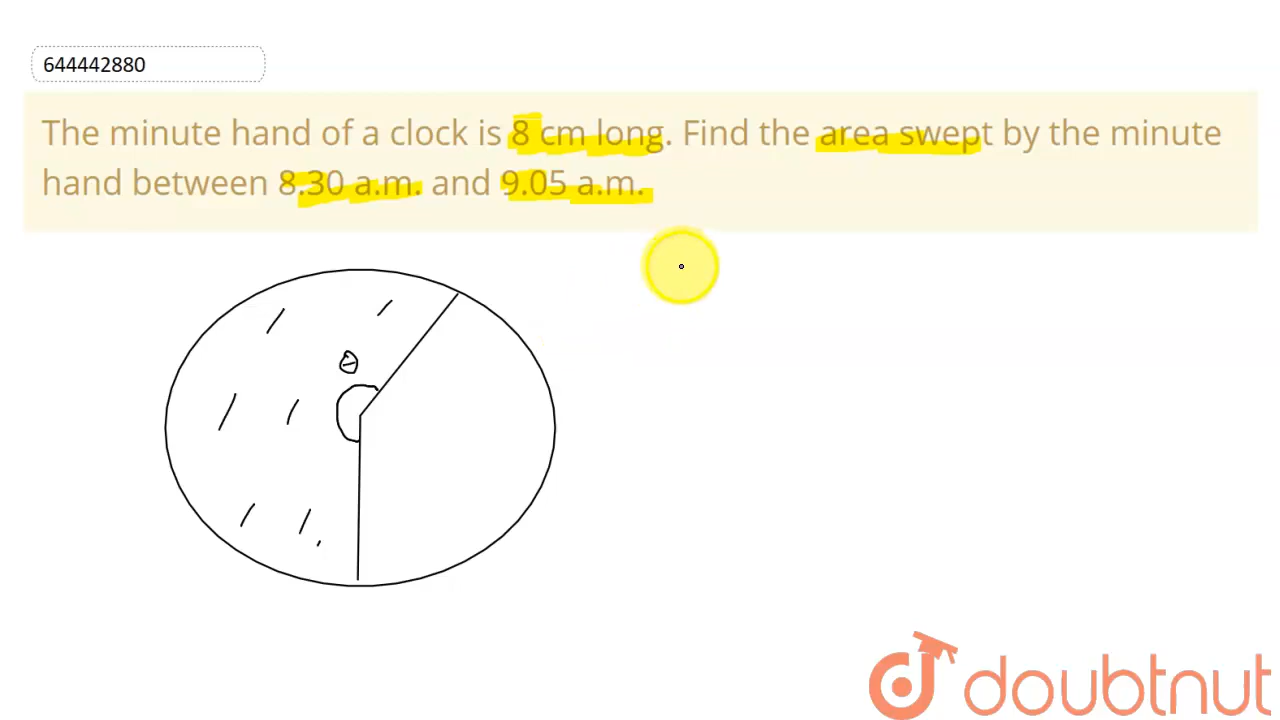 644442880
The minute hand of a clock is 8 cm long. Find the area swept by the minute
hand between 8.30 a.m. and 9.05 a.m.
θ
doubtnut